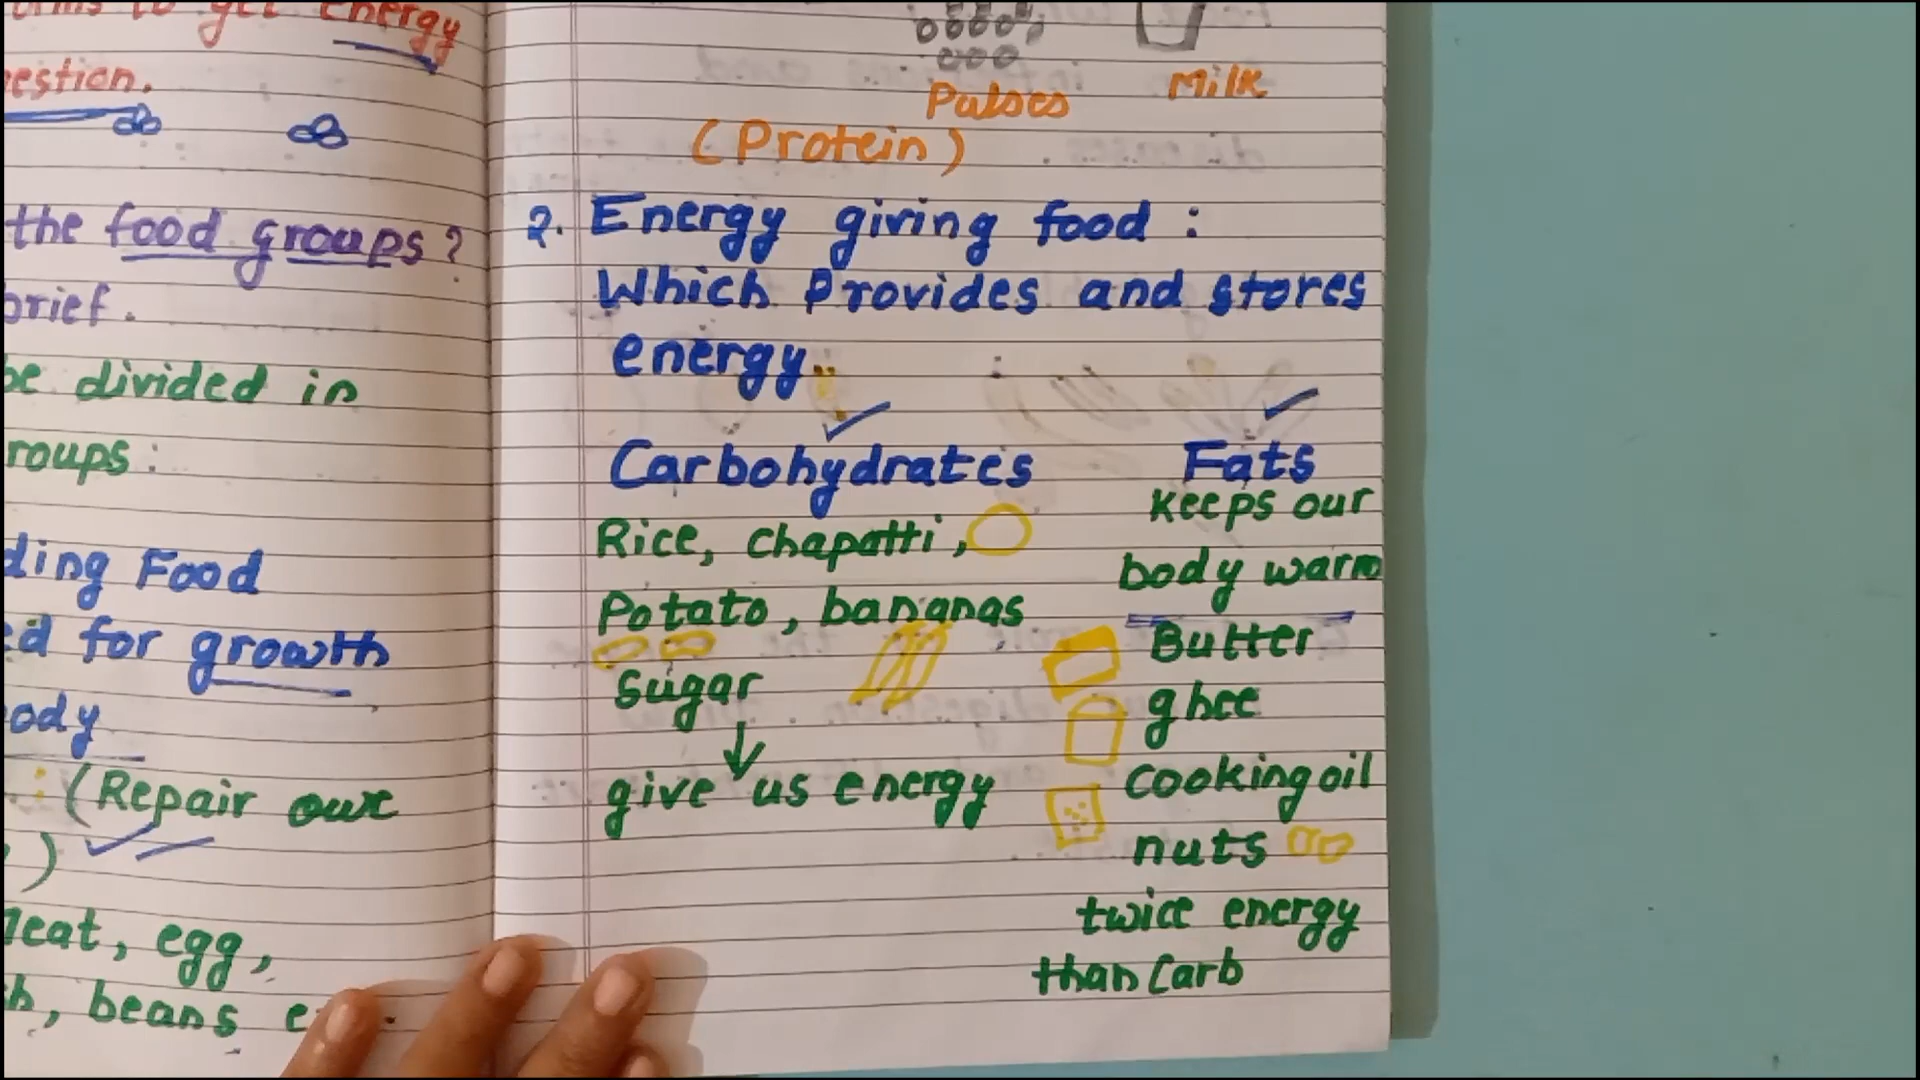 to get energy
estion.
the food groups?
brief.
be divided in
roups:
ding Food
ed for growth
ody
(Repair our
)
eat, egg,
h, beans e
Pulses
Milk
(Protein)
2. Energy giving food :
Which Provides and stores
energy.
Carbohydrates
Rice, chapatti,
Potato, bananas
Sugar
give us energy
Fats
keeps our
body warm
Butter
ghee
Cooking oil
nuts
twice energy
than Carb